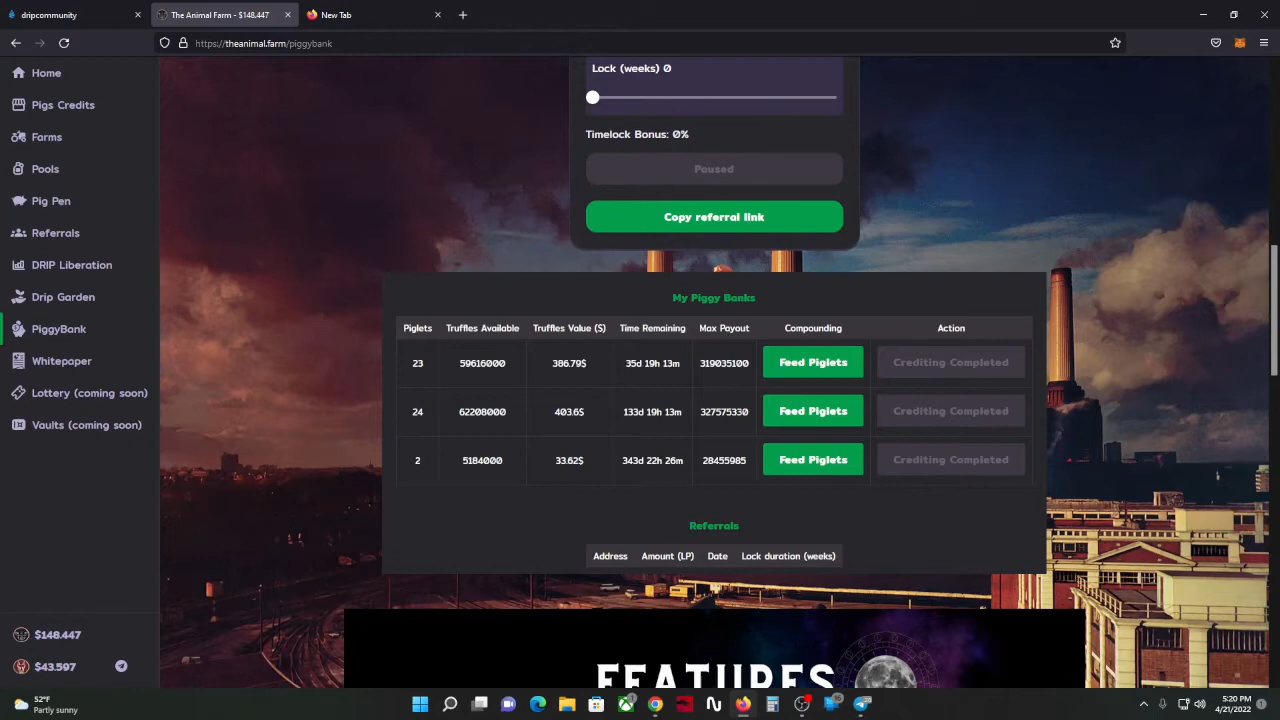 dripcommunity
The Animal Farm - $148.447
New Tab
https://theanimal.farm/piggybank
Home
Pigs Credits
Farms
Pools
Pig Pen
Referrals
DRIP Liberation
Drip Garden
PiggyBank
Whitepaper
Lottery (coming soon)
Vaults (coming soon)
$148.447
$43.597
Lock (weeks) 0
Timelock Bonus: 0%
Paused
Copy referral link
My Piggy Banks
Piglets Truffles Available Truffles Value ($) Time Remaining Max Payout Compounding Action
23 59616000 386.79$ 35d 19h 13m 319035100 Feed Piglets Crediting Completed
24 62208000 403.6$ 133d 19h 13m 327575330 Feed Piglets Crediting Completed
2 5184000 33.62$ 343d 22h 26m 28455985 Feed Piglets Crediting Completed
Referrals
Address Amount (LP) Date Lock duration (weeks)
FEATURES
52°F
Partly sunny
5:20 PM
4/21/2022